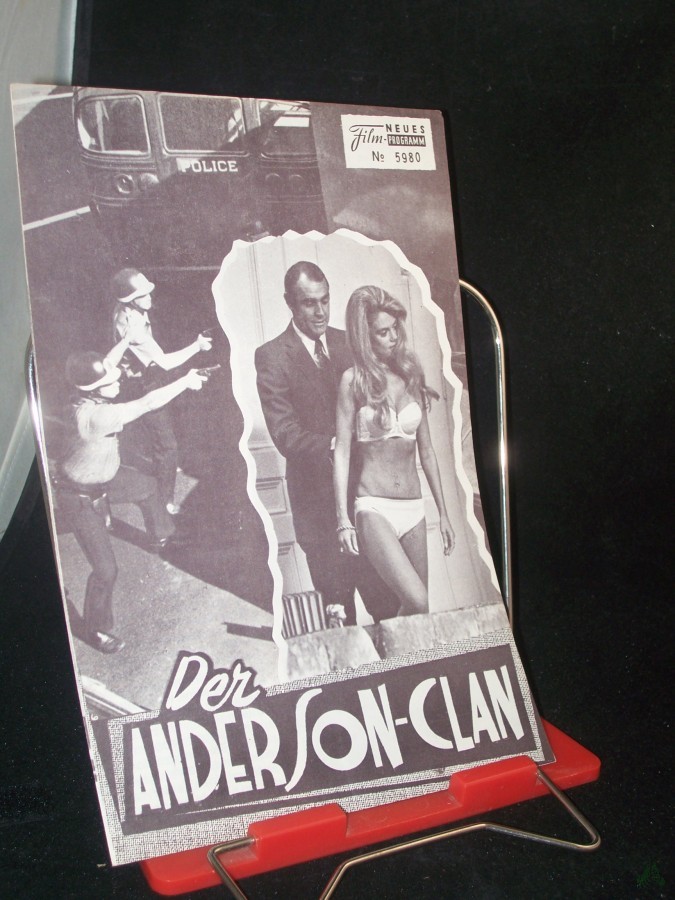 NEUES
Film-PROGRAMM
No 5980
POLICE
Der
ANDERSON-CLAN